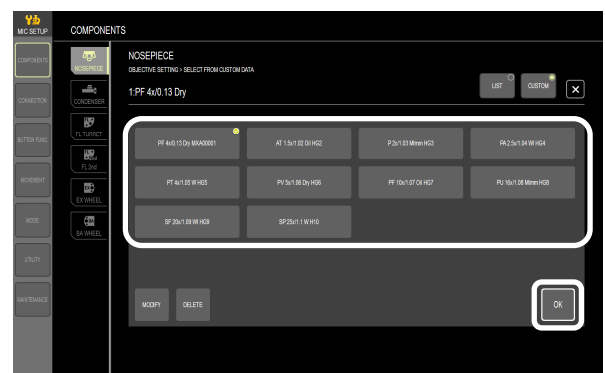 MIC SETUP
COMPONENTS
COMPONENTS
CONNECTION
BUTTON FUNC
MOVEMENT
MODE
UTILITY
MAINTENANCE
NOSEPIECE
CONDENSER
FL TURRET
FL 2nd
EX WHEEL
BA WHEEL
NOSEPIECE
OBJECTIVE SETTING > SELECT FROM CUSTOM DATA
1:PF 4x/0.13 Dry
LIST
CUSTOM
PF 4x/0.13 Dry MXA00001
AT 1.5x/1.02 Oil HG2
P 2x/1.03 MImm HG3
PA 2.5x/1.04 WI HG4
PT 4x/1.05 W HG5
PV 5x/1.06 Dry HG6
PF 10x/1.07 Oil HG7
PU 16x/1.08 MImm HG8
SF 20x/1.09 WI HG9
SP 25x/1.1 W H10
MODIFY
DELETE
OK